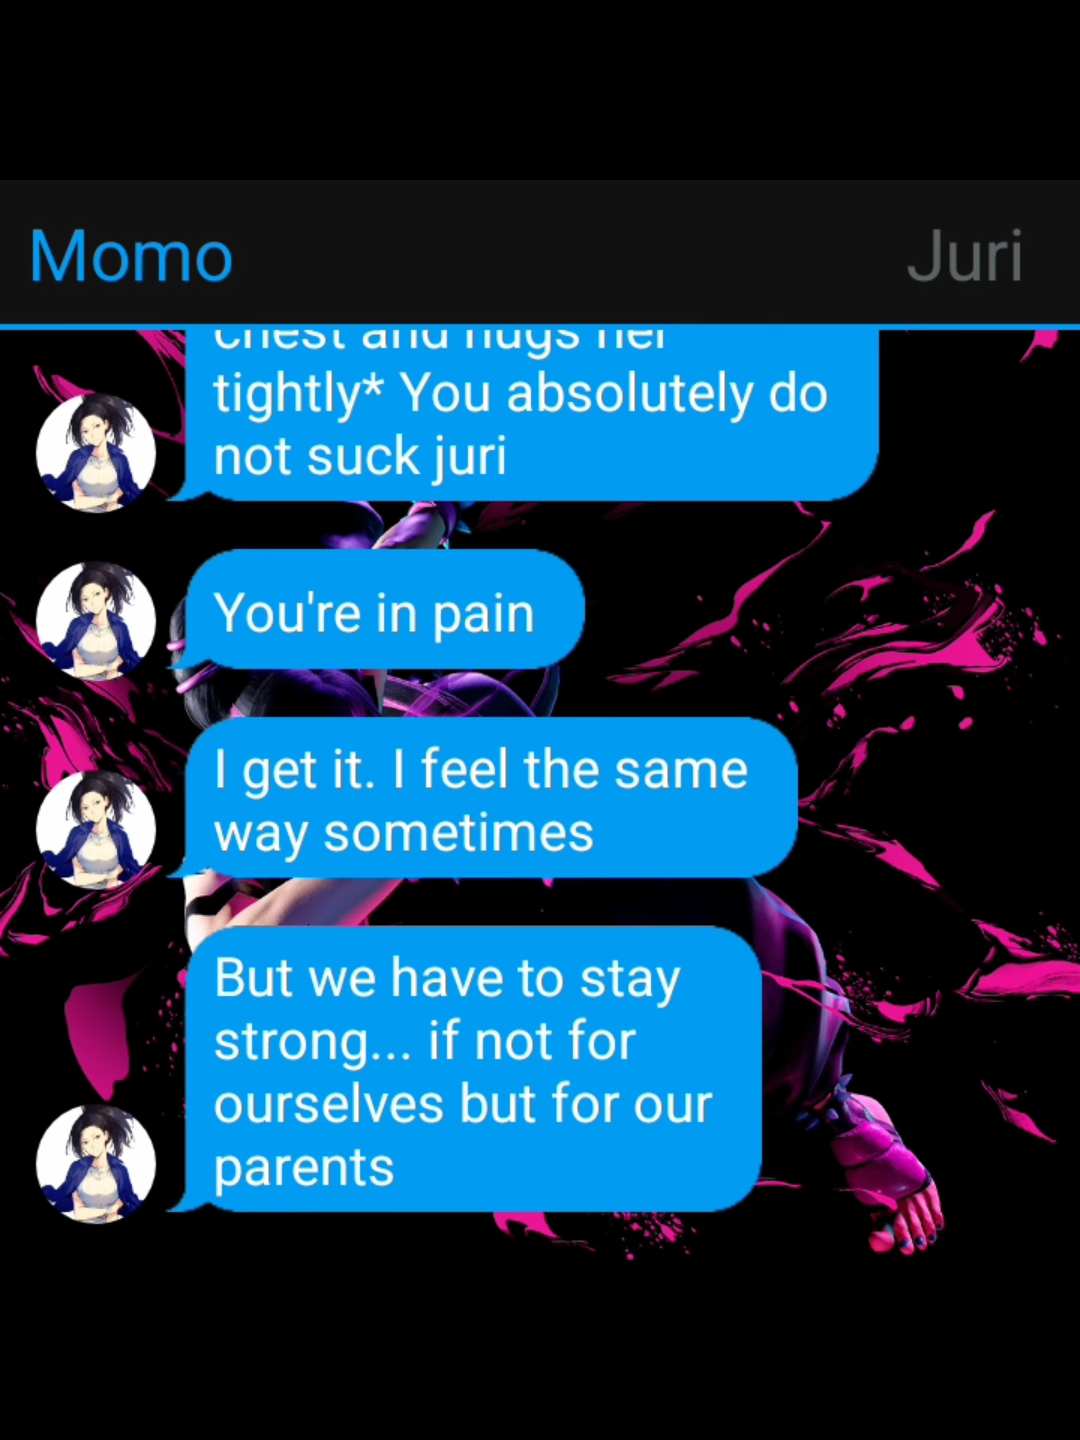 Momo
Juri
chest and hugs her
tightly* You absolutely do
not suck juri
You're in pain
I get it. I feel the same
way sometimes
But we have to stay
strong... if not for
ourselves but for our
parents